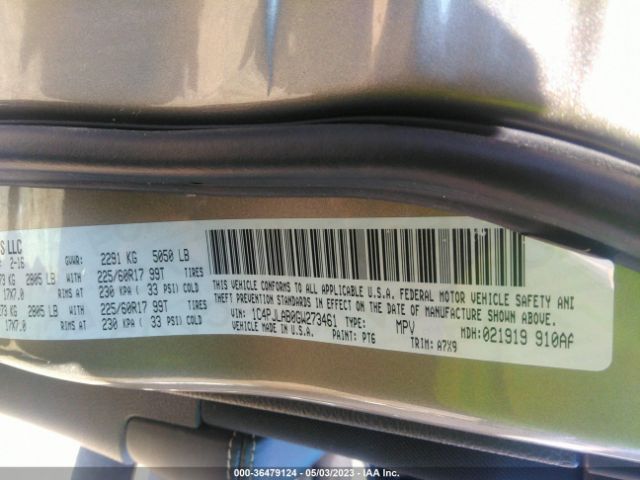 S LLC
2-16
GVWR: 2291 KG 5050 LB
73 KG 2805 LB WITH 225/60R17 99T TIRES
17X7.0 RIMS AT 230 KPA ( 33 PSI) COLD
273 KG 2805 LB WITH 225/60R17 99T TIRES
17X7.0 RIMS AT 230 KPA ( 33 PSI) COLD
THIS VEHICLE CONFORMS TO ALL APPLICABLE U.S.A. FEDERAL MOTOR VEHICLE SAFETY AND
THEFT PREVENTION STANDARDS IN EFFECT ON THE DATE OF MANUFACTURE SHOWN ABOVE.
VIN: 1C4PJLAB0GW273461 TYPE: MPV MDH: 021919 910AF
VEHICLE MADE IN U.S.A. PAINT: PT6 TRIM: A7X9
000-36479124 - 05/03/2023 - IAA Inc.